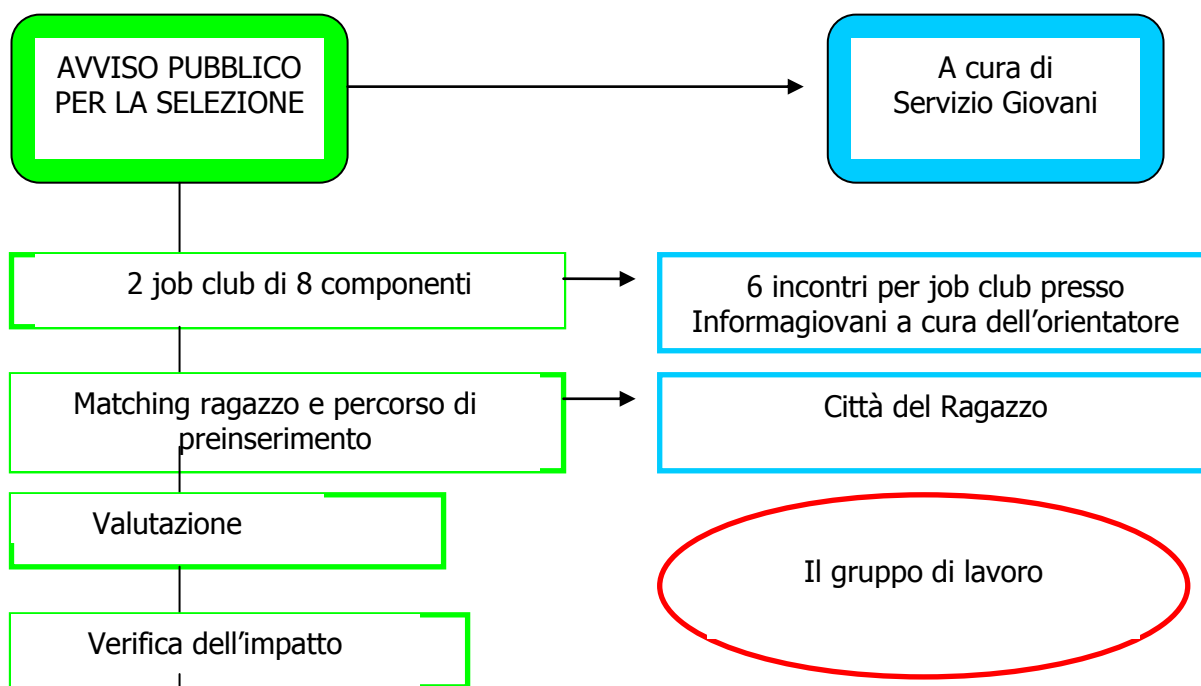 AVVISO PUBBLICO
PER LA SELEZIONE
A cura di
Servizio Giovani
2 job club di 8 componenti
6 incontri per job club presso
Informagiovani a cura dell’orientatore
Matching ragazzo e percorso di
preinserimento
Città del Ragazzo
Valutazione
Il gruppo di lavoro
Verifica dell’impatto